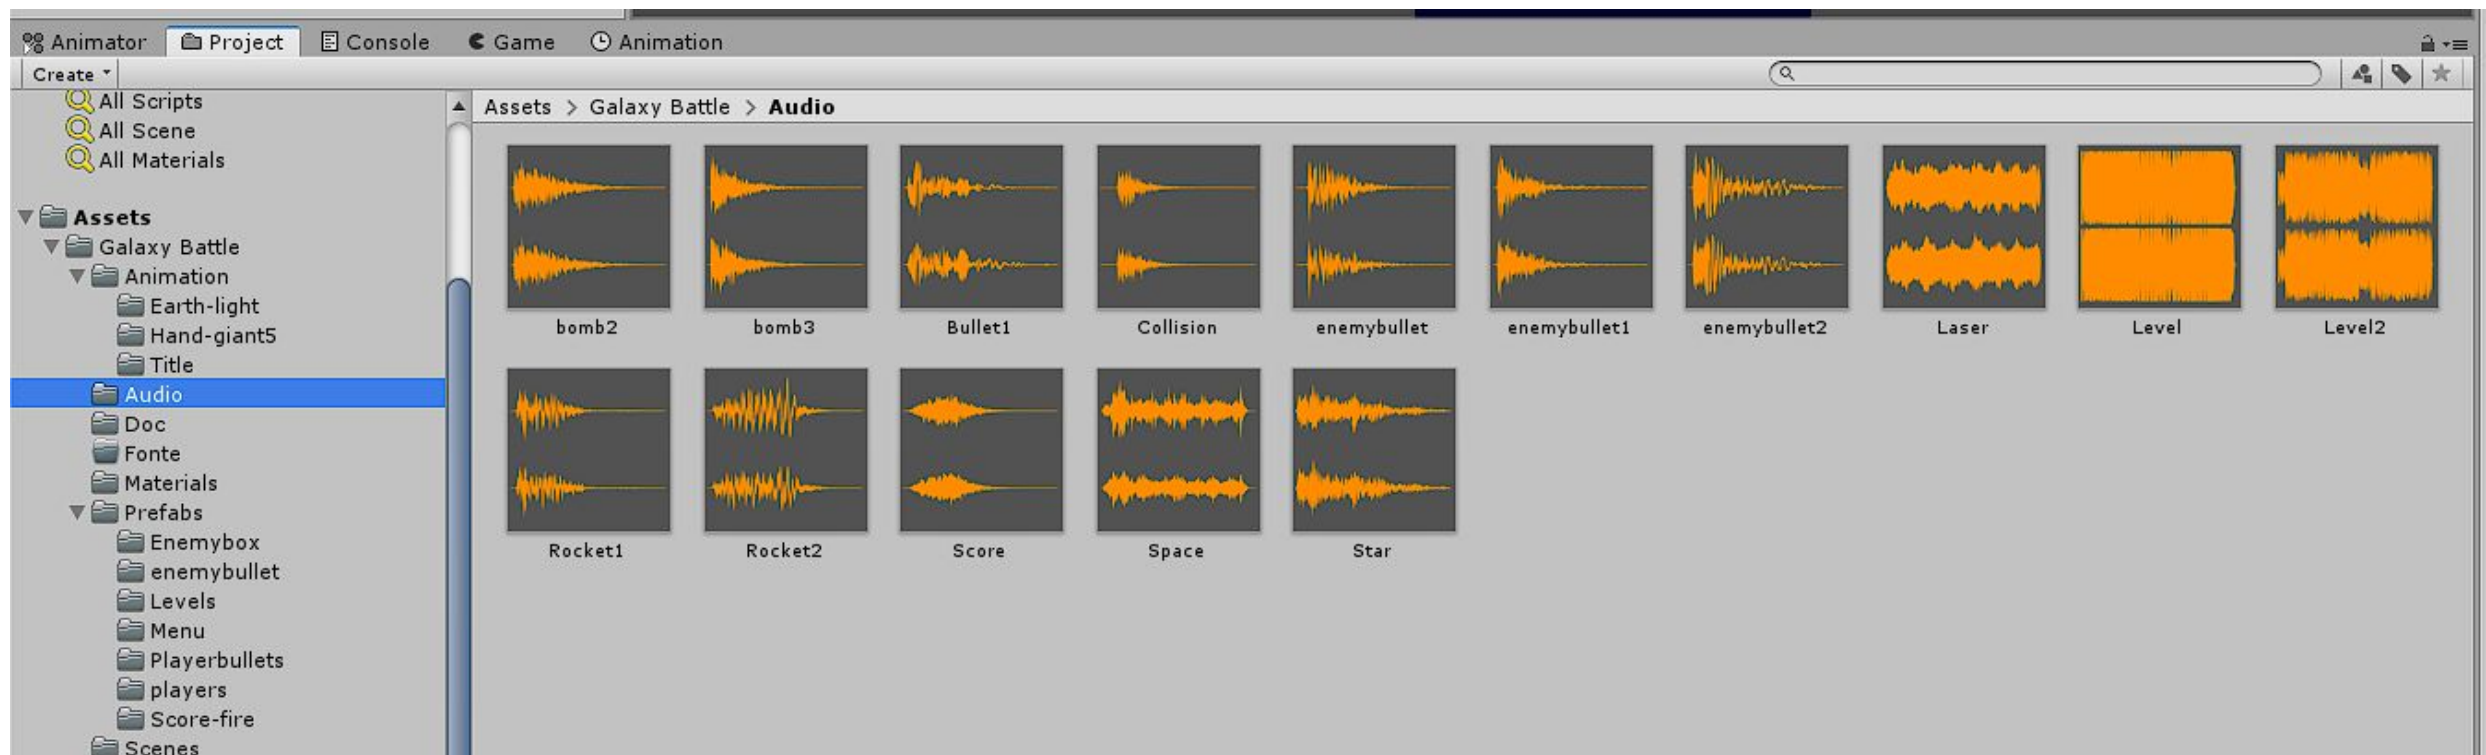 Animator Project Console Game Animation
Create
All Scripts
All Scene
All Materials
Assets
Galaxy Battle
Animation
Earth-light
Hand-giant5
Title
Audio
Doc
Fonte
Materials
Prefabs
Enemybox
enemybullet
Levels
Menu
Playerbullets
players
Score-fire
Scenes
Assets > Galaxy Battle > Audio
bomb2 bomb3 Bullet1 Collision enemybullet enemybullet1 enemybullet2 Laser Level Level2
Rocket1 Rocket2 Score Space Star